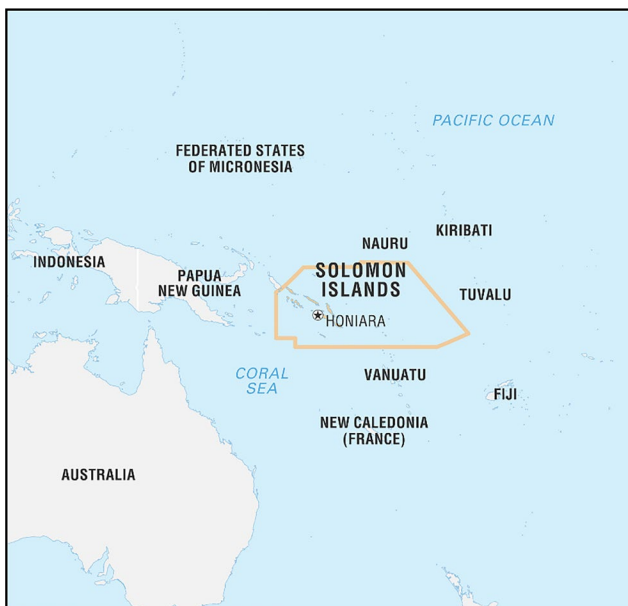 PACIFIC OCEAN
FEDERATED STATES
OF MICRONESIA
KIRIBATI
NAURU
INDONESIA
PAPUA
NEW GUINEA
SOLOMON
ISLANDS
TUVALU
HONIARA
CORAL
SEA
VANUATU
FIJI
NEW CALEDONIA
(FRANCE)
AUSTRALIA